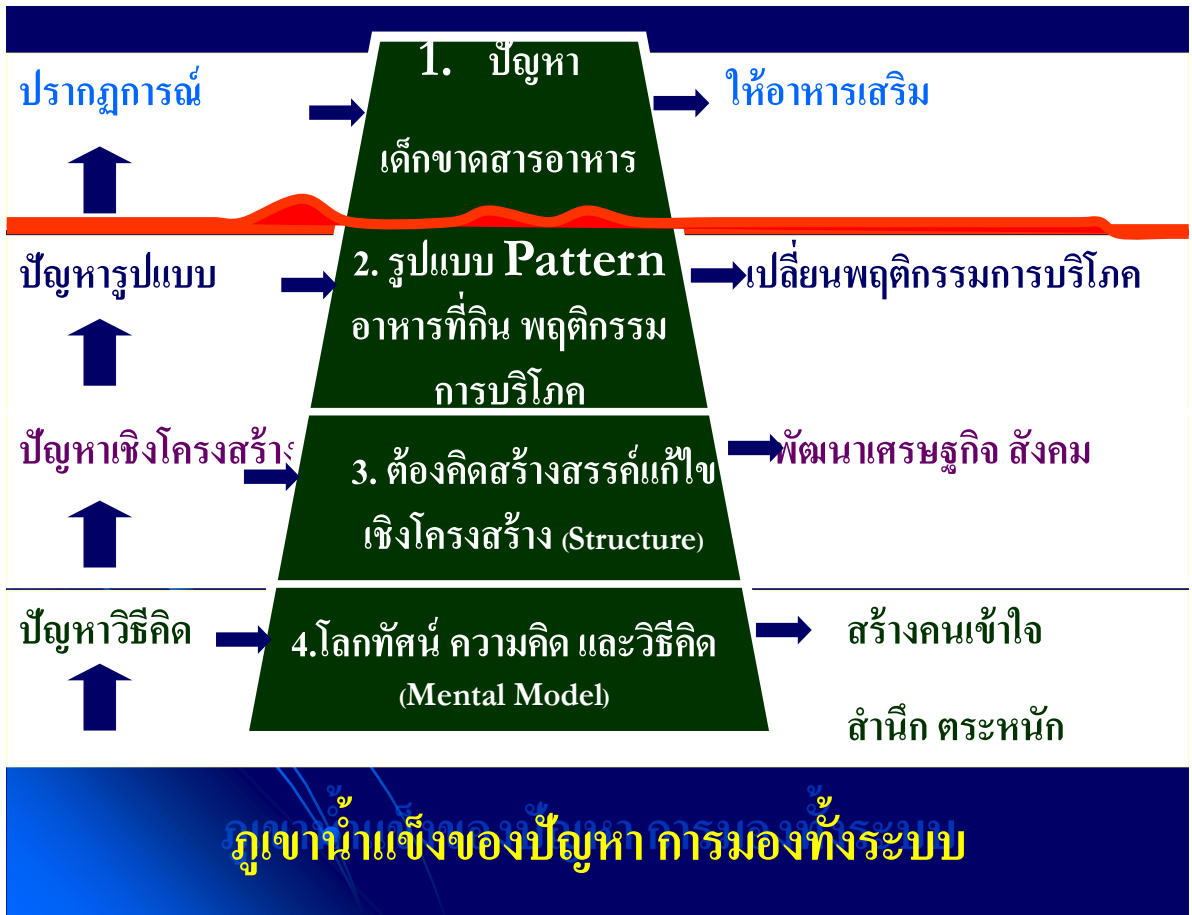 1. ปัญหา
ปรากฏการณ์
ให้อาหารเสริม
เด็กขาดสารอาหาร
ปัญหารูปแบบ
2. รูปแบบ Pattern
เปลี่ยนพฤติกรรมการบริโภค
อาหารที่กิน พฤติกรรม
การบริโภค
ปัญหาเชิงโครงสร้าง
3. ต้องคิดสร้างสรรค์แก้ไข
พัฒนาเศรษฐกิจ สังคม
เชิงโครงสร้าง (Structure)
ปัญหาวิธีคิด
4.โลกทัศน์ ความคิด และวิธีคิด
สร้างคนเข้าใจ
(Mental Model)
สำนึก ตระหนัก
ภูเขาน้ำแข็งของปัญหา การมองทั้งระบบ